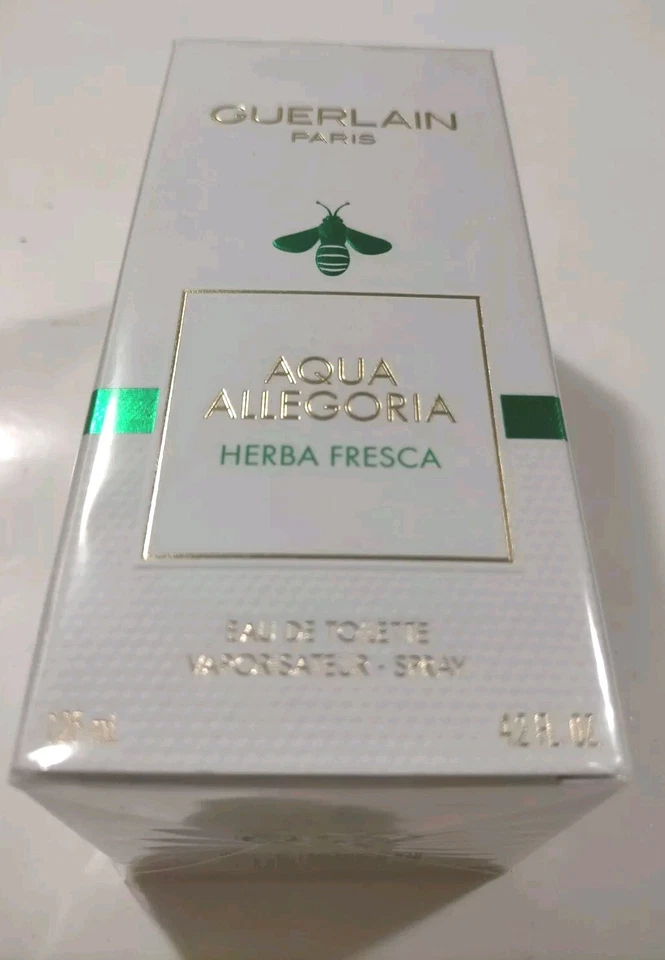 GUERLAIN
PARIS
AQUA
ALLEGORIA
HERBA FRESCA
EAU DE TOILETTE
VAPORISATEUR - SPRAY
125 ml
4.2 FL. OZ.